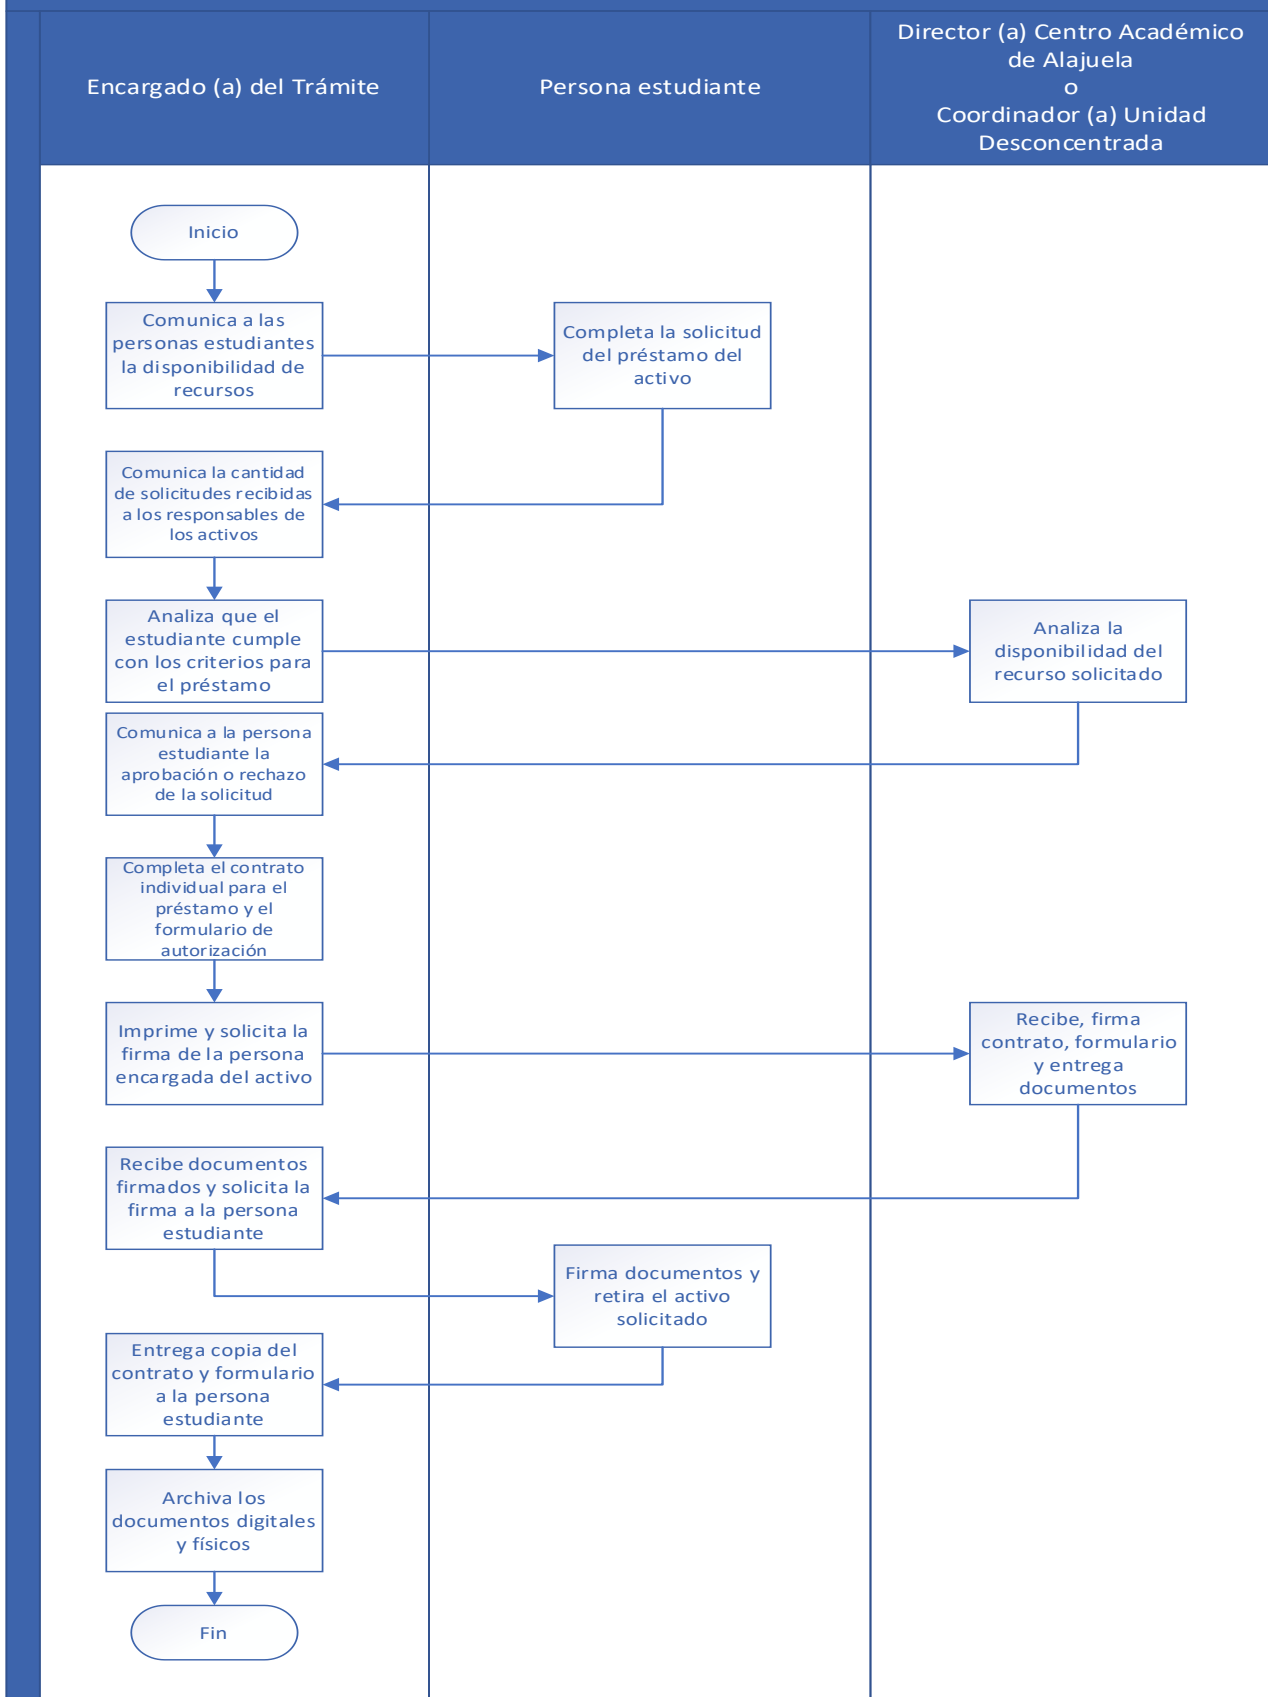 Encargado (a) del Trámite
Persona estudiante
Director (a) Centro Académico
de Alajuela
o
Coordinador (a) Unidad
Desconcentrada
Inicio
Comunica a las
personas estudiantes
la disponibilidad de
recursos
Completa la solicitud
del préstamo del
activo
Comunica la cantidad
de solicitudes recibidas
a los responsables de
los activos
Analiza que el
estudiante cumple
con los criterios para
el préstamo
Analiza la
disponibilidad del
recurso solicitado
Comunica a la persona
estudiante la
aprobación o rechazo
de la solicitud
Completa el contrato
individual para el
préstamo y el
formulario de
autorización
Imprime y solicita la
firma de la persona
encargada del activo
Recibe, firma
contrato, formulario
y entrega
documentos
Recibe documentos
firmados y solicita la
firma a la persona
estudiante
Firma documentos y
retira el activo
solicitado
Entrega copia del
contrato y formulario
a la persona
estudiante
Archiva los
documentos digitales
y físicos
Fin